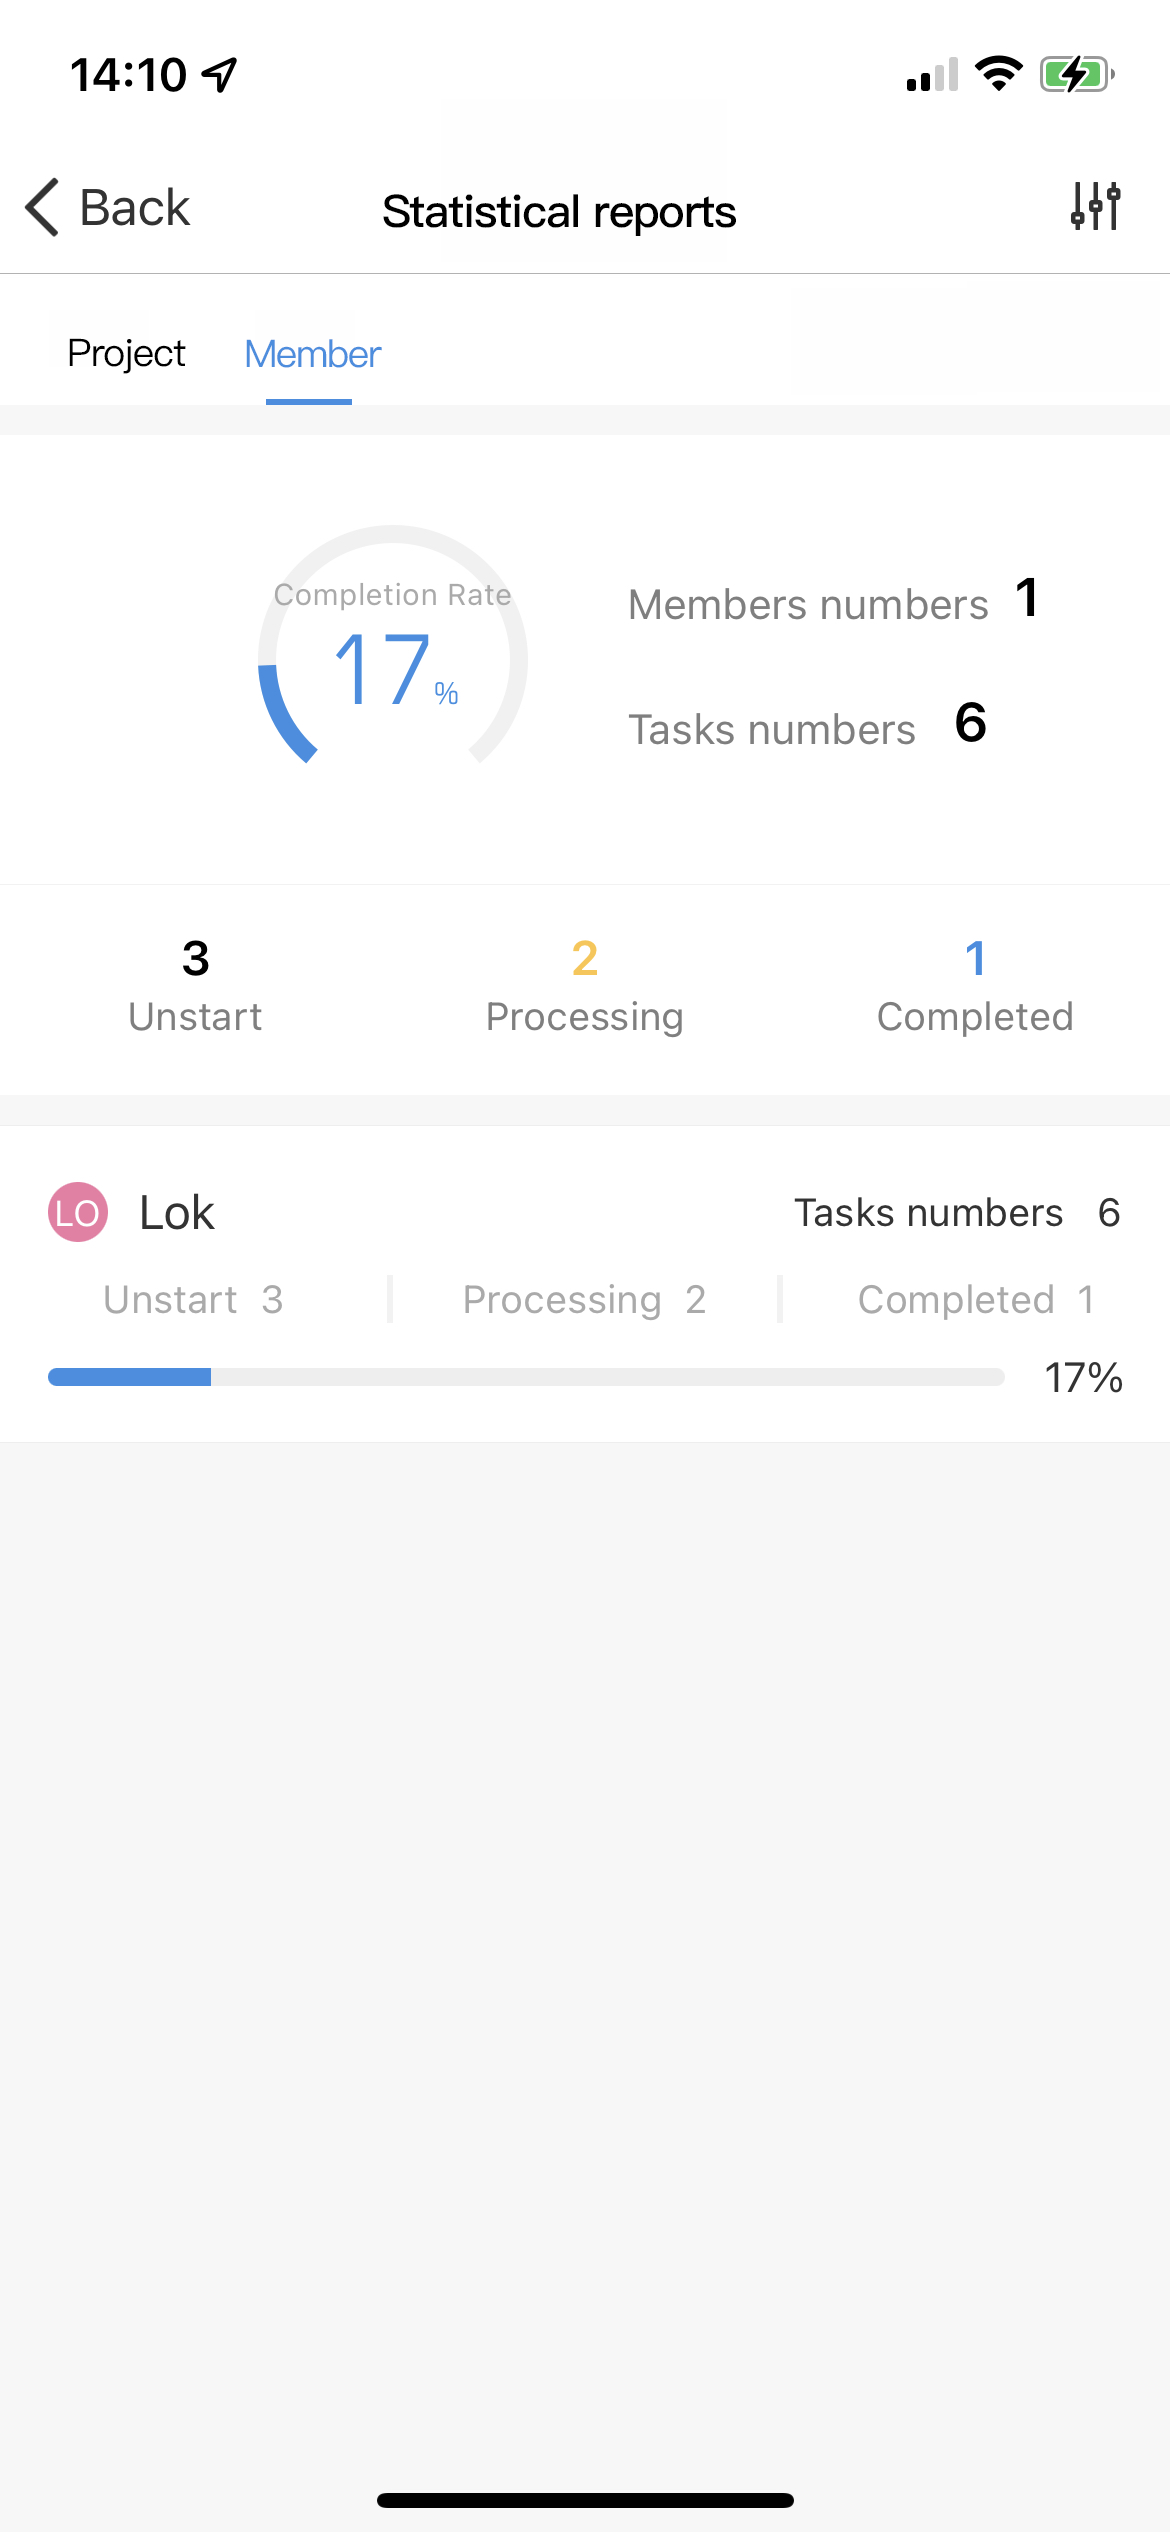 14:10
Back
Statistical reports
Project
Member
Completion Rate
17%
Members numbers 1
Tasks numbers 6
3
Unstart
2
Processing
1
Completed
LO
Lok
Tasks numbers 6
Unstart 3
Processing 2
Completed 1
17%